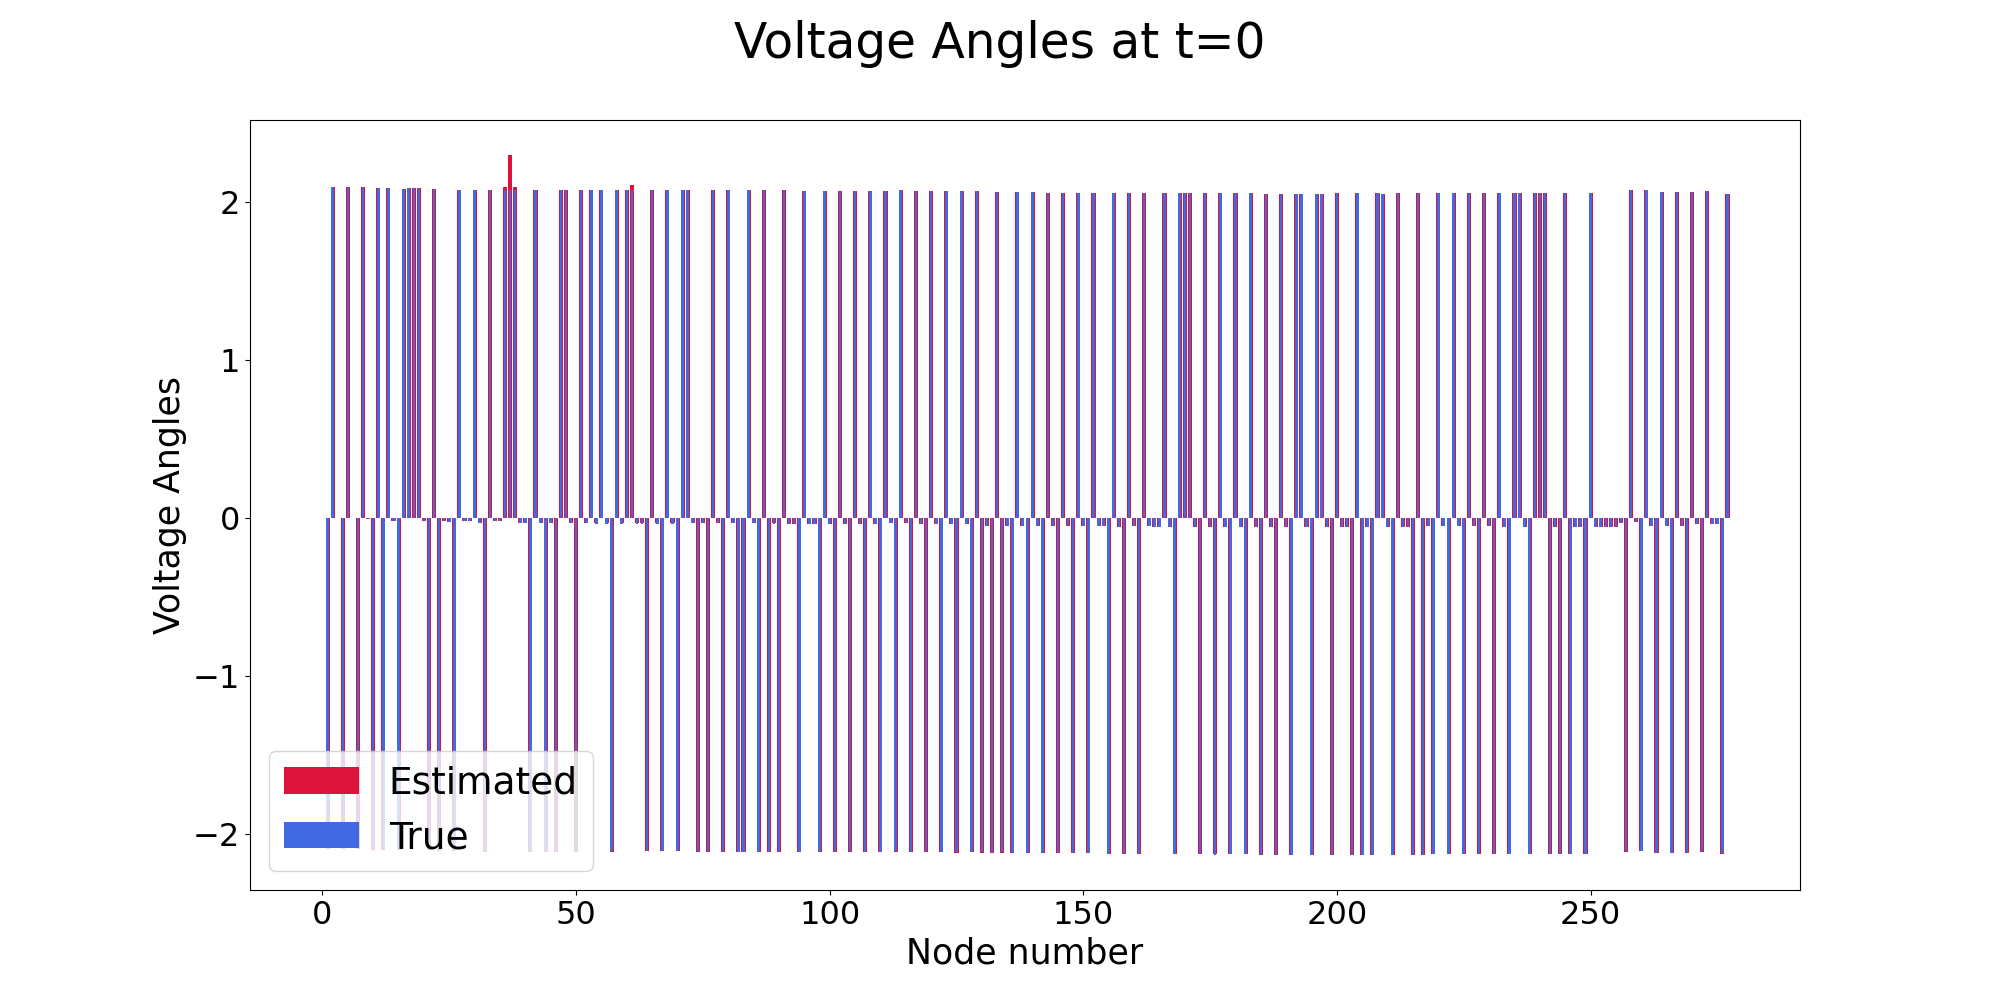 Voltage Angles at t=0
Voltage Angles
2
1
0
−1
−2
Estimated
True
0
50
100
150
200
250
Node number